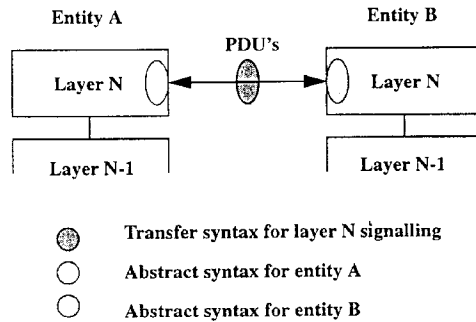 Entity A
Entity B
PDU's
Layer N
Layer N
Layer N-1
Layer N-1
Transfer syntax for layer N signalling
Abstract syntax for entity A
Abstract syntax for entity B